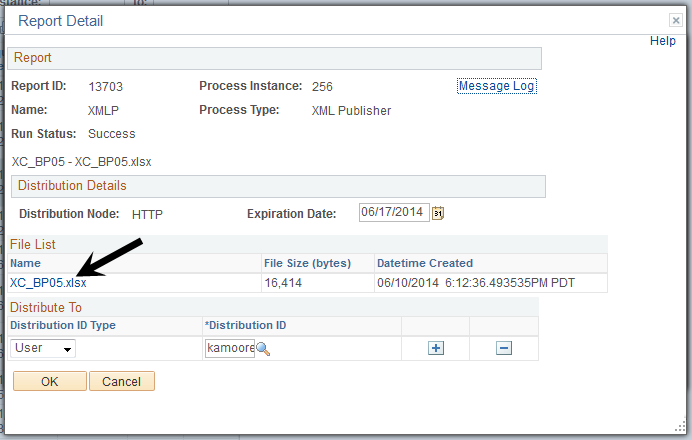 Report Detail
Help
Report
Report ID: 13703 Process Instance: 256 Message Log
Name: XMLP Process Type: XML Publisher
Run Status: Success
XC_BP05 - XC_BP05.xlsx
Distribution Details
Distribution Node: HTTP Expiration Date: 06/17/2014 31
File List
Name File Size (bytes) Datetime Created
XC_BP05.xlsx 16,414 06/10/2014 6:12:36.493535PM PDT
Distribute To
Distribution ID Type *Distribution ID
User kamoore
OK Cancel